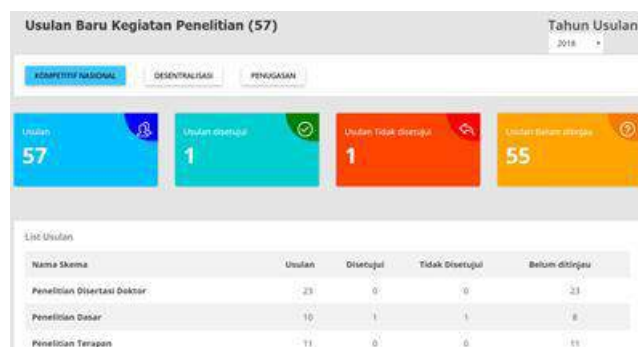 Usulan Baru Kegiatan Penelitian (57)
Tahun Usulan
2018
KOMPETITIF NASIONAL DESENTRALISASI PENUGASAN
Usulan
57
Usulan disetujui
1
Usulan Tidak disetujui
1
Usulan Belum ditinjau
55
List Usulan
Nama Skema Usulan Disetujui Tidak Disetujui Belum ditinjau
Penelitian Disertasi Doktor 23 0 0 23
Penelitian Dasar 10 1 1 8
Penelitian Terapan 11 0 0 11